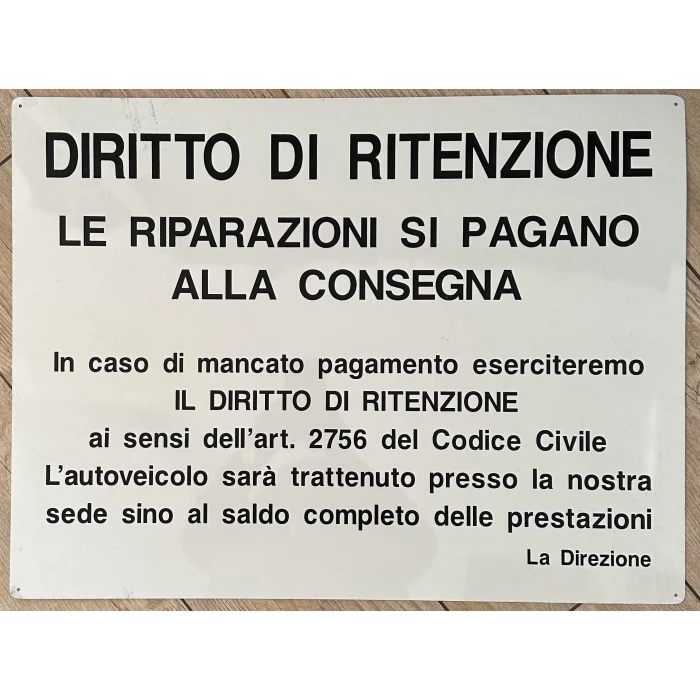 DIRITTO DI RITENZIONE
LE RIPARAZIONI SI PAGANO
ALLA CONSEGNA
In caso di mancato pagamento eserciteremo
IL DIRITTO DI RITENZIONE
ai sensi dell'art. 2756 del Codice Civile
L'autoveicolo sarà trattenuto presso la nostra
sede sino al saldo completo delle prestazioni
La Direzione